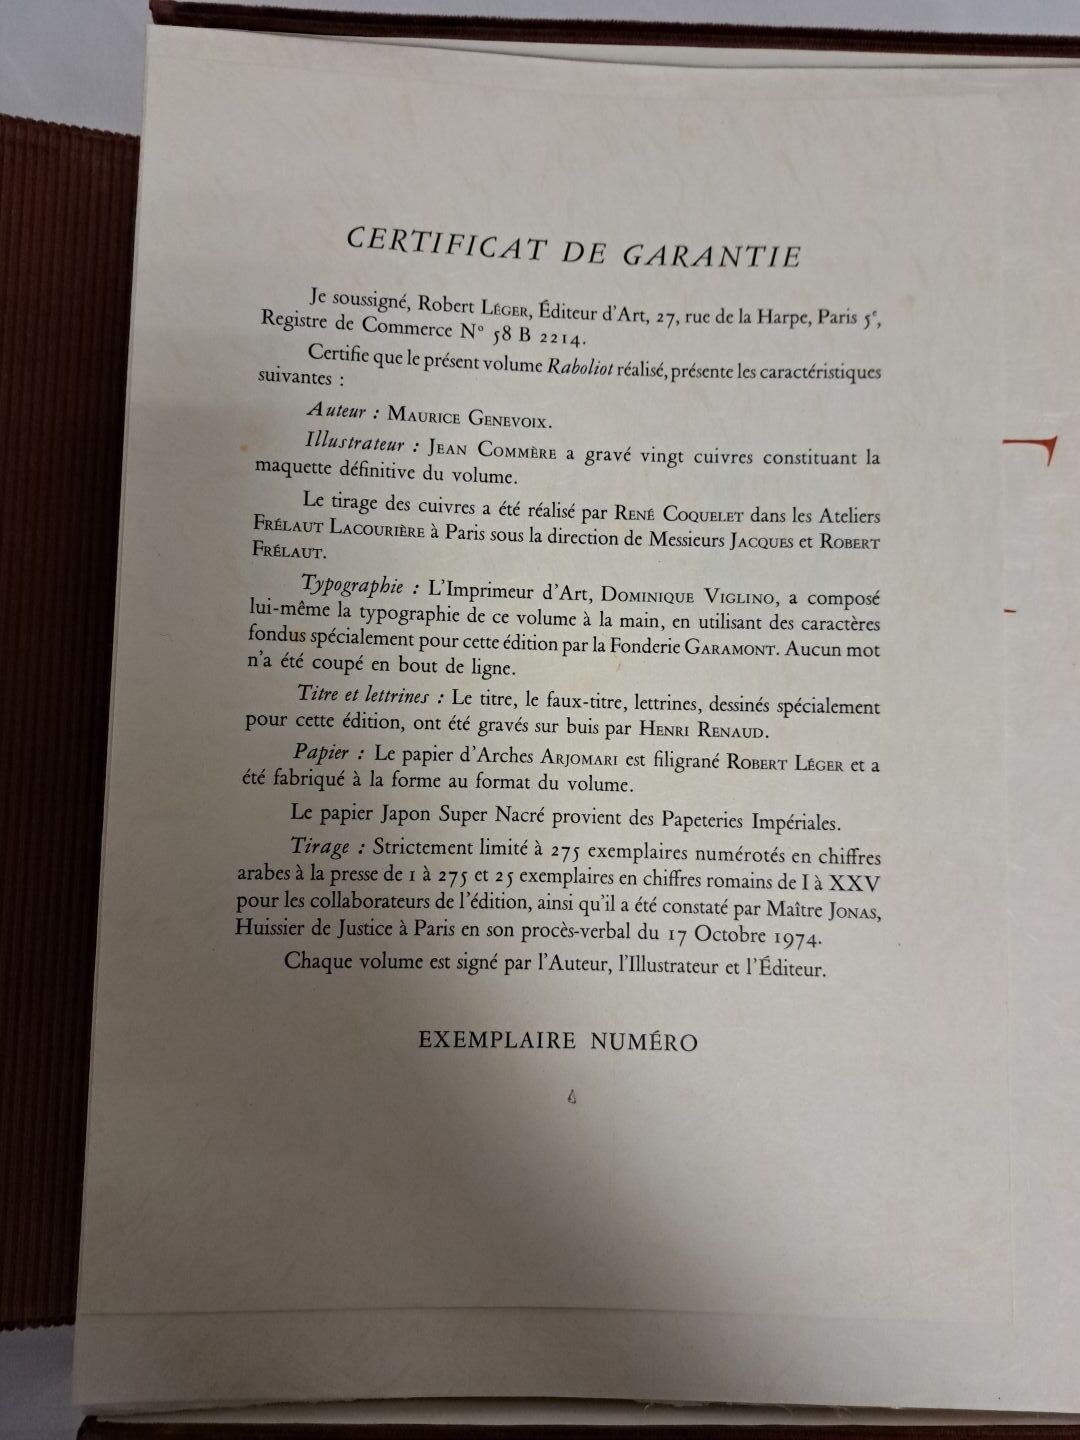 CERTIFICAT DE GARANTIE
Je soussigné, Robert LÉGER, Éditeur d'Art, 27, rue de la Harpe, Paris 5e,
Registre de Commerce N° 58 B 2214.
Certifie que le présent volume Raboliot réalisé, présente les caractéristiques
suivantes :
Auteur : MAURICE GENEVOIX.
Illustrateur : JEAN COMMÈRE a gravé vingt cuivres constituant la
maquette définitive du volume.
Le tirage des cuivres a été réalisé par RENÉ COQUELET dans les Ateliers
FRÉLAUT LACOURIÈRE à Paris sous la direction de Messieurs JACQUES et ROBERT
FRÉLAUT.
Typographie : L'Imprimeur d'Art, DOMINIQUE VIGLINO, a composé
lui-même la typographie de ce volume à la main, en utilisant des caractères
fondus spécialement pour cette édition par la Fonderie GARAMONT. Aucun mot
n'a été coupé en bout de ligne.
Titre et lettrines : Le titre, le faux-titre, lettrines, dessinés spécialement
pour cette édition, ont été gravés sur buis par HENRI RENAUD.
Papier : Le papier d'Arches ARJOMARI est filigrané ROBERT LÉGER et a
été fabriqué à la forme au format du volume.
Le papier Japon Super Nacré provient des Papeteries Impériales.
Tirage : Strictement limité à 275 exemplaires numérotés en chiffres
arabes à la presse de 1 à 275 et 25 exemplaires en chiffres romains de I à XXV
pour les collaborateurs de l'édition, ainsi qu'il a été constaté par Maître JONAS,
Huissier de Justice à Paris en son procès-verbal du 17 Octobre 1974.
Chaque volume est signé par l'Auteur, l'Illustrateur et l'Éditeur.
EXEMPLAIRE NUMÉRO